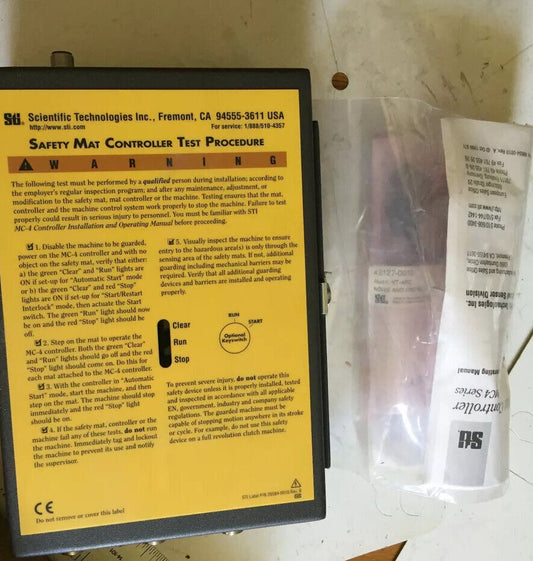 STI Scientific Technologies Inc., Fremont, CA 94555-3611 USA
http://www.sti.com For service: 1/888/510-4357
SAFETY MAT CONTROLLER TEST PROCEDURE
WARNING
The following test must be performed by a qualified person during installation; according to
the employer's regular inspection program; and after any maintenance, adjustment, or
modification to the safety mat, mat controller or the machine. Testing ensures that the mat,
controller and the machine control system work properly to stop the machine. Failure to test
properly could result in serious injury to personnel. You must be familiar with STI
MC-4 Controller Installation and Operating Manual before proceeding.
1. Disable the machine to be guarded,
power on the MC-4 controller and with no
object on the safety mat, verify that either:
a) the green "Clear" and "Run" lights are
ON if set-up for "Automatic Start" mode
or b) the green "Clear" and red "Stop"
lights are ON if set-up for "Start/Restart
Interlock" mode, then actuate the Start
switch. The green "Run" light should now
be on and the red "Stop" light should be
off.
2. Step on the mat to operate the
MC-4 controller. Both the green "Clear"
and "Run" lights should go off and the red
"Stop" light should come on. Do this for
each mat attached to the MC-4 controller.
3. With the controller in "Automatic
Start" mode, start the machine, and then
step on the mat. The machine should stop
immediately and the red "Stop" light
should be on.
4. If the safety mat, controller or the
machine fail any of these tests, do not run
the machine. Immediately tag and lockout
the machine to prevent its use and notify
the supervisor.
5. Visually inspect the machine to ensure
entry to the hazardous area(s) is only through the
sensing area of the safety mats. If not, additional
guarding including mechanical barriers may be
required. Verify that all additional guarding
devices and barriers are installed and operating
properly.
Clear
Run
Stop
RUN
START
Optional
Keyswitch
To prevent severe injury, do not operate this
safety device unless it is properly installed, tested
and inspected in accordance with all applicable
EN, government, industry and company safety
regulations. The guarded machine must be
capable of stopping motion anywhere in its stroke
or cycle. For example, do not use this safety
device on a full revolution clutch machine.
CE
Do not remove or cover this label
STI Label P/N
STI
MC4 Series
Controller
Operating Manual
Technologies Inc.
Sensor Division